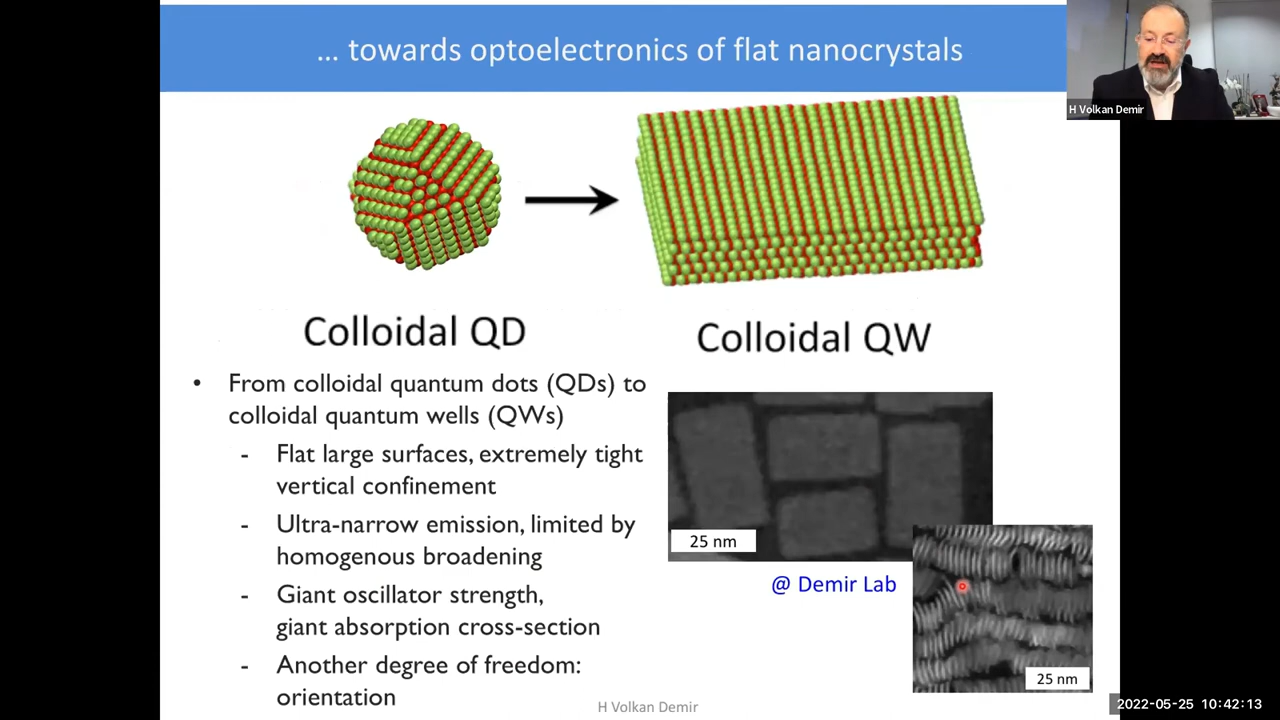 ... towards optoelectronics of flat nanocrystals
H Volkan Demir
Colloidal QD
Colloidal QW
• From colloidal quantum dots (QDs) to
colloidal quantum wells (QWs)
- Flat large surfaces, extremely tight
vertical confinement
- Ultra-narrow emission, limited by
homogenous broadening
- Giant oscillator strength,
giant absorption cross-section
- Another degree of freedom:
orientation
25 nm
@ Demir Lab
25 nm
H Volkan Demir
2022-05-25 10:42:13